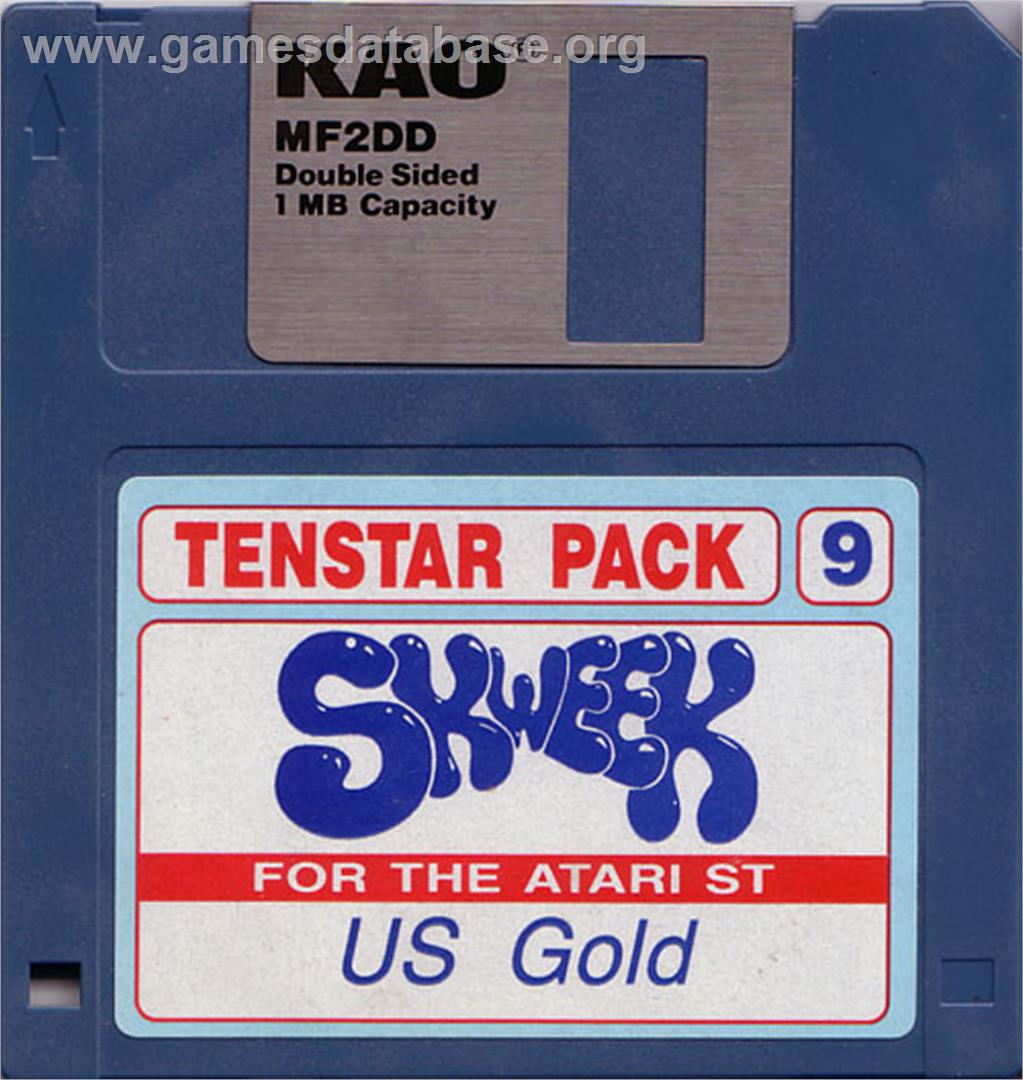 www.gamesdatabase.org
KAO®
MF2DD
Double Sided
1 MB Capacity
TENSTAR PACK 9
SKWEEK
FOR THE ATARI ST
US Gold